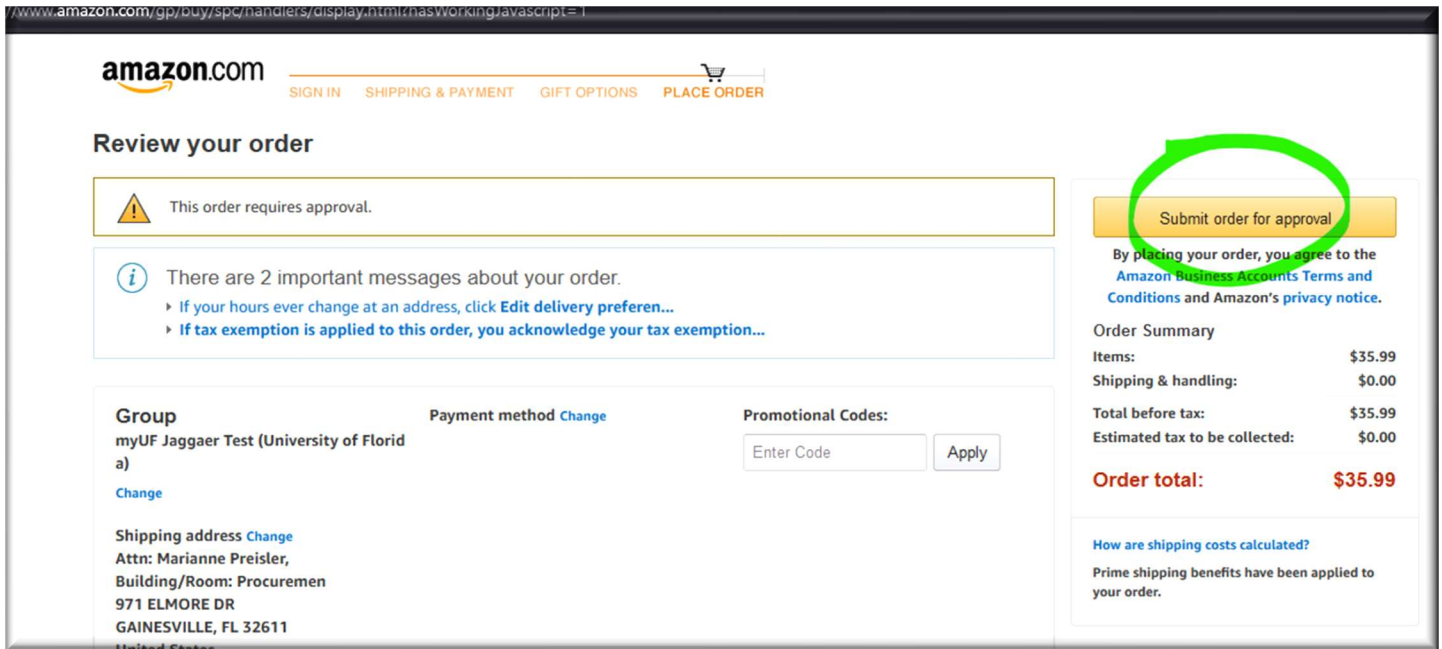 //www.amazon.com/gp/buy/spc/handlers/display.html?hasWorkingJavascript=1
amazon.com
SIGN IN SHIPPING & PAYMENT GIFT OPTIONS PLACE ORDER
Review your order
This order requires approval.
There are 2 important messages about your order.
If your hours ever change at an address, click Edit delivery preferen...
If tax exemption is applied to this order, you acknowledge your tax exemption...
Group
myUF Jaggaer Test (University of Florid
a)
Change
Shipping address Change
Attn: Marianne Preisler,
Building/Room: Procuremen
971 ELMORE DR
GAINESVILLE, FL 32611
United States
Payment method Change
Promotional Codes:
Enter Code Apply
Submit order for approval
By placing your order, you agree to the
Amazon Business Accounts Terms and
Conditions and Amazon's privacy notice.
Order Summary
Items: $35.99
Shipping & handling: $0.00
Total before tax: $35.99
Estimated tax to be collected: $0.00
Order total: $35.99
How are shipping costs calculated?
Prime shipping benefits have been applied to
your order.